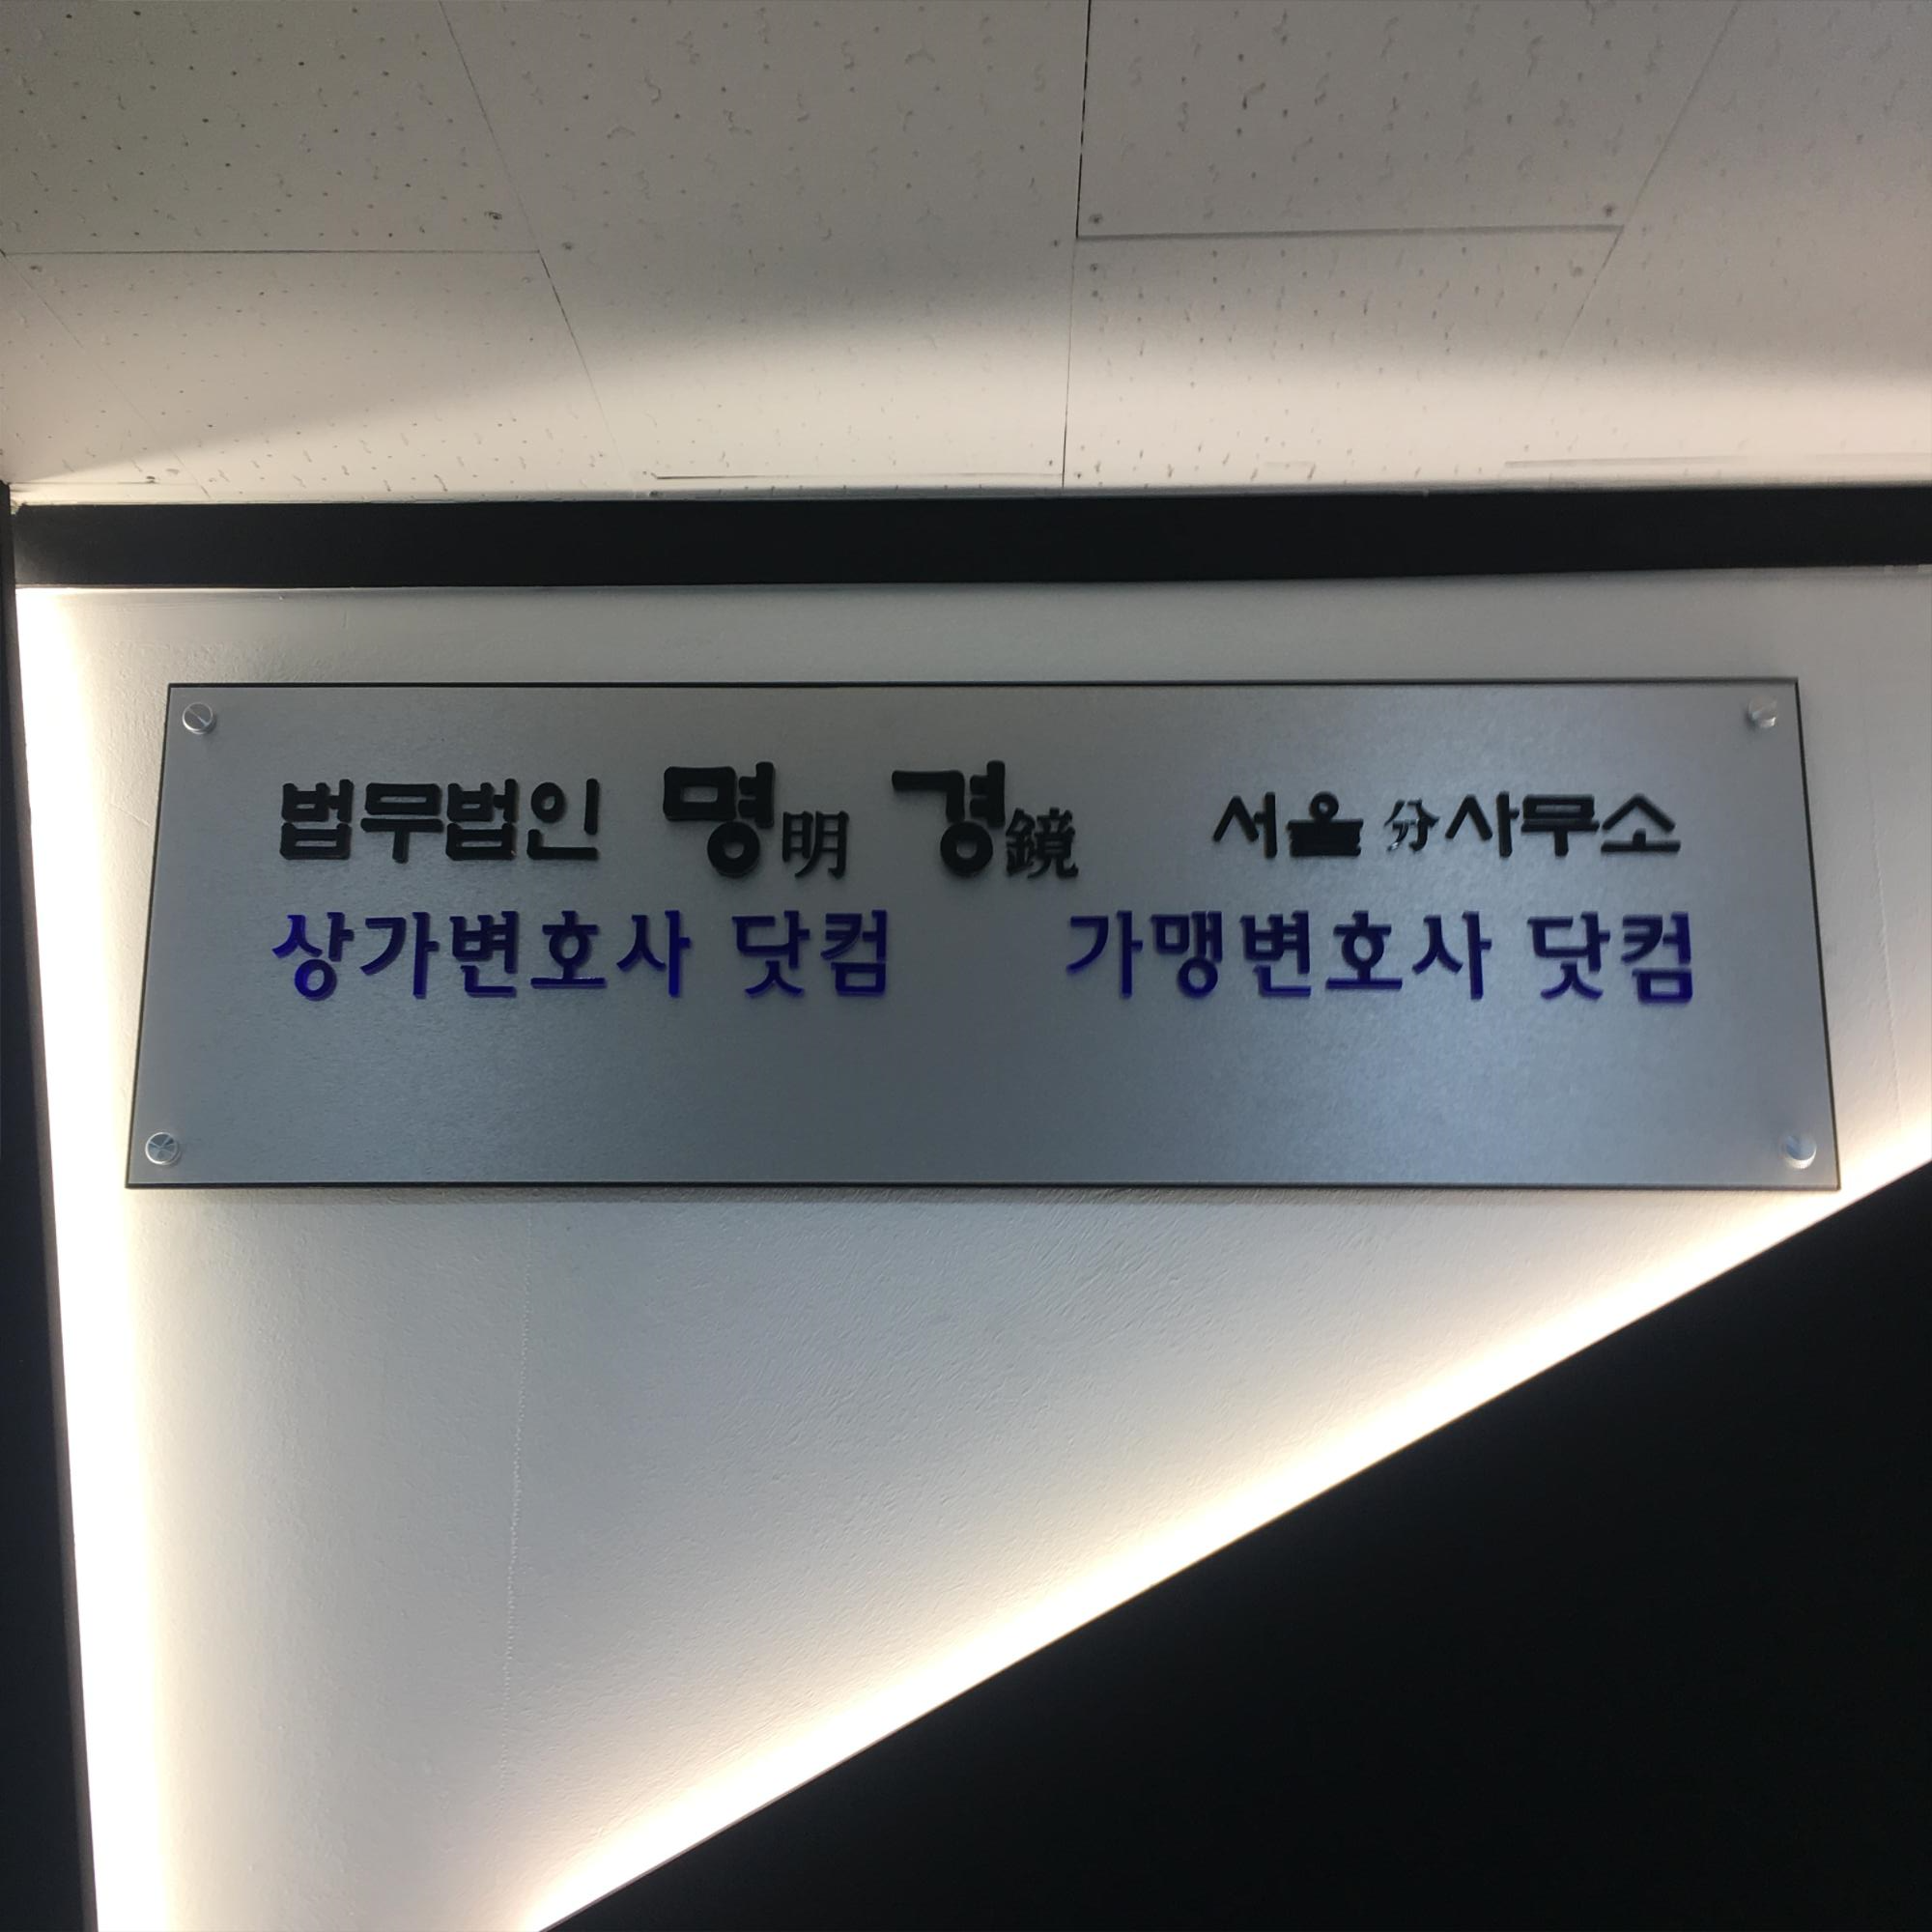 법무법인 명明 경鏡 서울 分사무소
상가변호사 닷컴 가맹변호사 닷컴